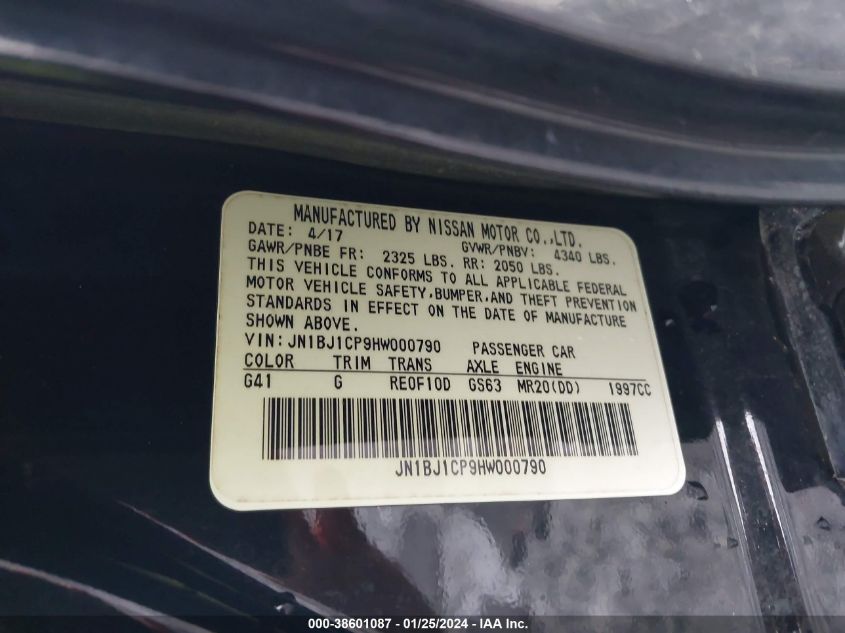 MANUFACTURED BY NISSAN MOTOR CO.,LTD.
DATE: 4/17 GVWR/PNBV: 4340 LBS.
GAWR/PNBE FR: 2325 LBS. RR: 2050 LBS.
THIS VEHICLE CONFORMS TO ALL APPLICABLE FEDERAL
MOTOR VEHICLE SAFETY,BUMPER,AND THEFT PREVENTION
STANDARDS IN EFFECT ON THE DATE OF MANUFACTURE
SHOWN ABOVE.
VIN:JN1BJ1CP9HW000790 PASSENGER CAR
COLOR TRIM TRANS AXLE ENGINE
G41 G RE0F10D GS63 MR20(DD) 1997CC
JN1BJ1CP9HW000790
000-38601087 - 01/25/2024 - IAAI.com